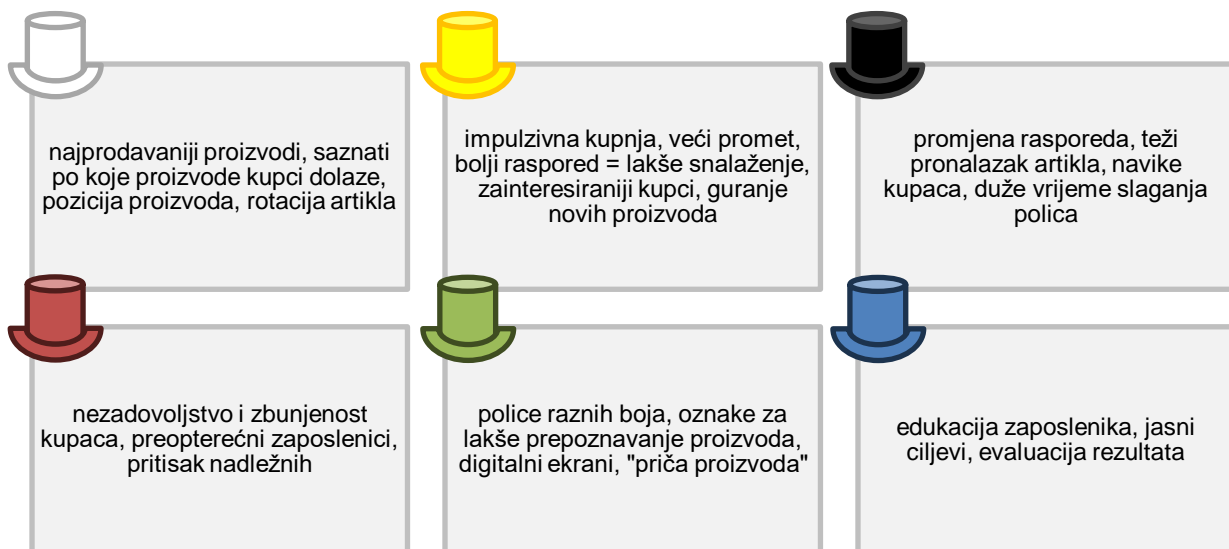 najprodavaniji proizvodi, saznati
po koje proizvode kupci dolaze,
pozicija proizvoda, rotacija artikla
impulzivna kupnja, veći promet,
bolji raspored = lakše snalaženje,
zainteresiraniji kupci, guranje
novih proizvoda
promjena rasporeda, teži
pronalazak artikla, navike
kupaca, duže vrijeme slaganja
polica
nezadovoljstvo i zbunjenost
kupaca, preopterećni zaposlenici,
pritisak nadležnih
police raznih boja, oznake za
lakše prepoznavanje proizvoda,
digitalni ekrani, "priča proizvoda"
edukacija zaposlenika, jasni
ciljevi, evaluacija rezultata